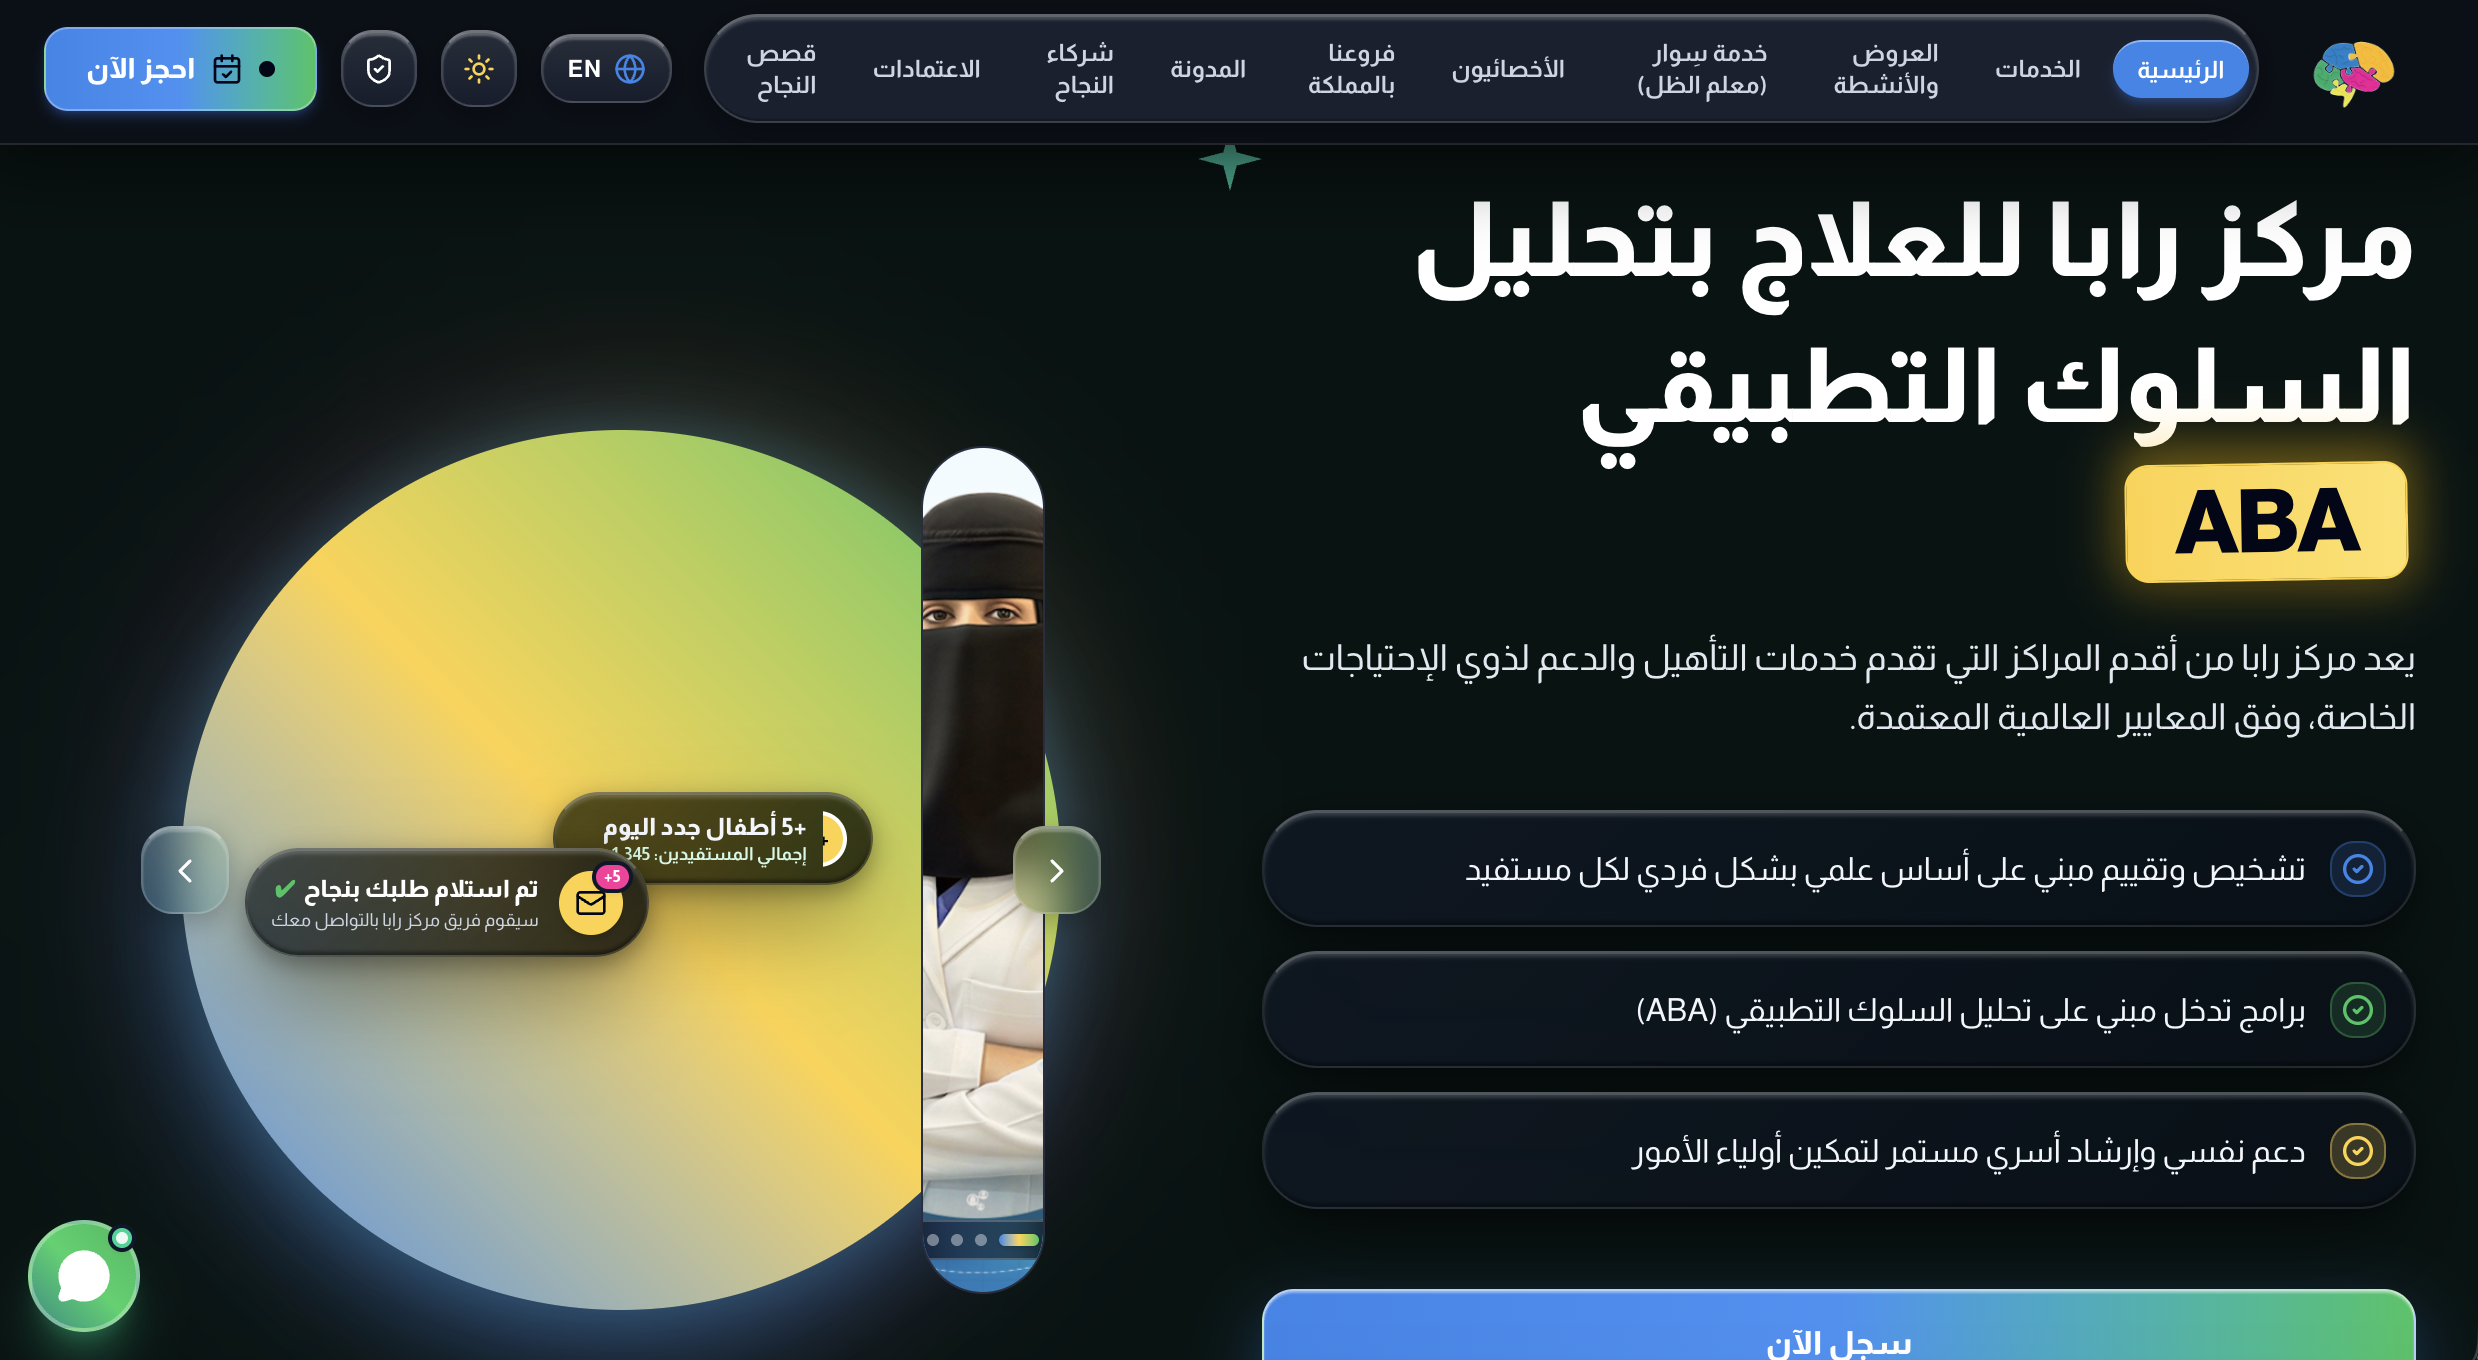 الرئيسية
الخدمات
العروض
والأنشطة
خدمة سِوار
(معلم الظل)
الأخصائيون
فروعنا
بالمملكة
المدونة
شركاء
النجاح
الاعتمادات
قصص
النجاح
EN
احجز الآن
مركز رابا للعلاج بتحليل
السلوك التطبيقي
ABA
يعد مركز رابا من أقدم المراكز التي تقدم خدمات التأهيل والدعم لذوي الإحتياجات
الخاصة، وفق المعايير العالمية المعتمدة.
تشخيص وتقييم مبني على أساس علمي بشكل فردي لكل مستفيد
برامج تدخل مبني على تحليل السلوك التطبيقي (ABA)
دعم نفسي وإرشاد أسري مستمر لتمكين أولياء الأمور
سجل الآن
+5 أطفال جدد اليوم
إجمالي المستفيدين: 1,345
+5
تم استلام طلبك بنجاح ✔
سيقوم فريق مركز رابا بالتواصل معك